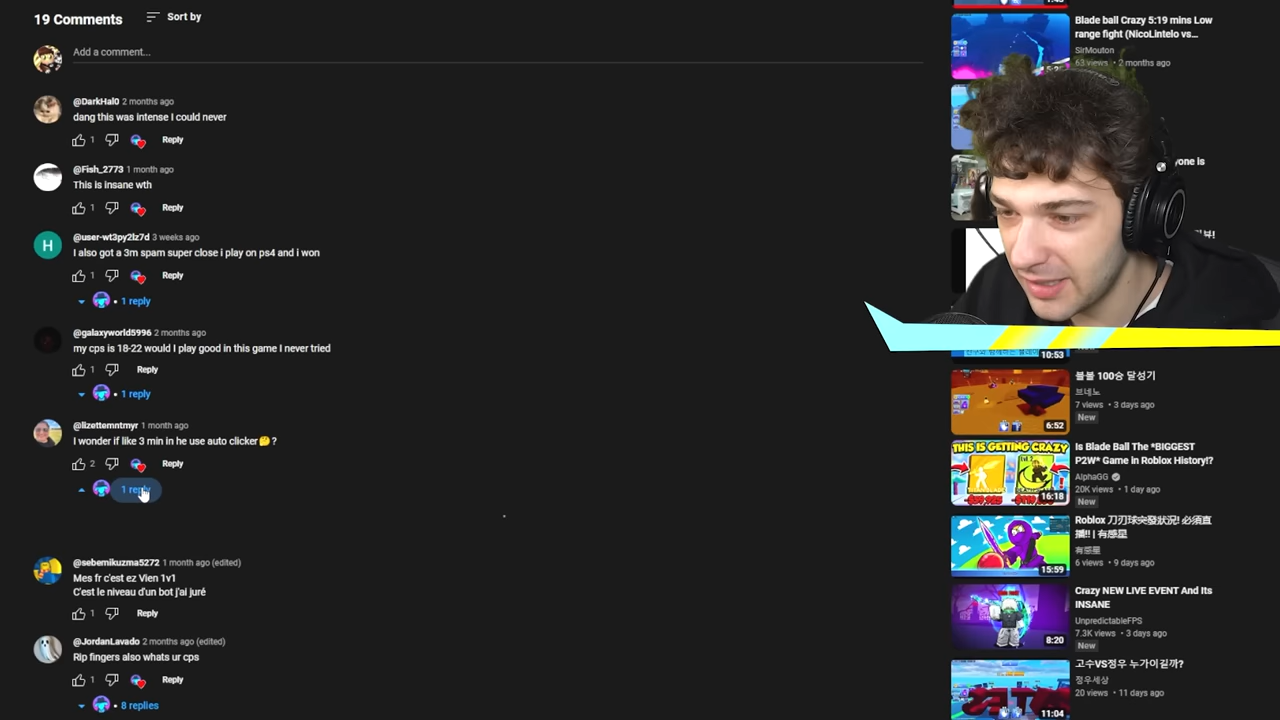 19 Comments
Sort by
Add a comment...
@DarkHal0 2 months ago
dang this was intense I could never
1
Reply
@Fish_2773 1 month ago
This is insane wth
1
Reply
H
@user-wt3py2lz7d 3 weeks ago
I also got a 3m spam super close i play on ps4 and i won
1
Reply
1 reply
@galaxyworld5996 2 months ago
my cps is 18-22 would I play good in this game I never tried
1
Reply
1 reply
@lizettemntmyr 1 month ago
I wonder if like 3 min in he use auto clicker🤔?
2
Reply
1 reply
@sebemikuzma5272 1 month ago (edited)
Mes fr c'est ez Vien 1v1
C'est le niveau d'un bot j'ai juré
1
Reply
@JordanLavado 2 months ago (edited)
Rip fingers also whats ur cps
1
Reply
8 replies
Blade ball Crazy 5:19 mins Low
range fight (NicoLintelo vs...
SirMouton
63 views • 2 months ago
yone is
10:53
블볼 100승 달성기
브네노
7 views • 3 days ago
New
6:52
Is Blade Ball The *BIGGEST
P2W* Game in Roblox History!?
AlphaGG
20K views • 1 day ago
New
THIS IS GETTING CRAZY
16:18
Roblox 刀刃球突發狀況! 必須直
播!! | 有感星
有感星
6 views • 9 days ago
15:59
Crazy NEW LIVE EVENT And Its
INSANE
UnpredictableFPS
7.3K views • 3 days ago
New
8:20
고수VS정우 누가이길까?
정우세상
20 views • 11 days ago
11:04